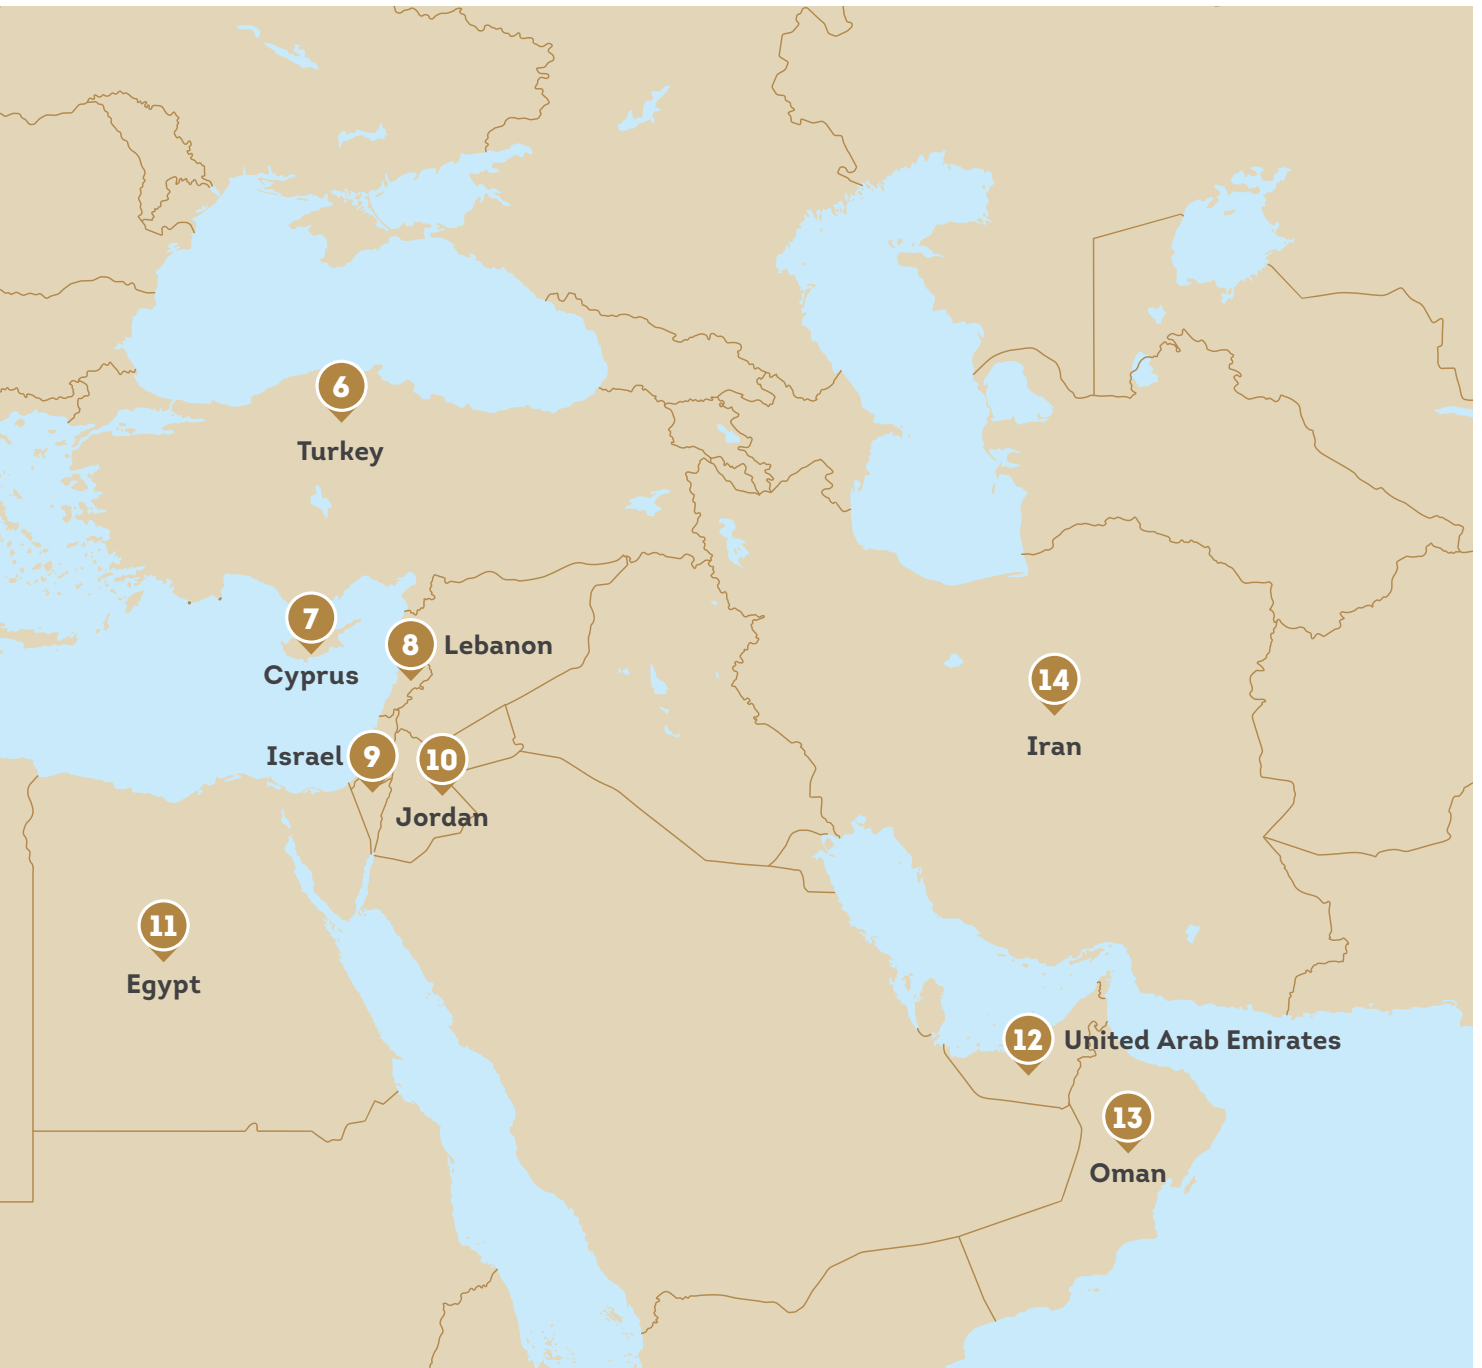 6
Turkey
7
Cyprus
8
Lebanon
9
Israel
10
Jordan
11
Egypt
12
United Arab Emirates
13
Oman
14
Iran